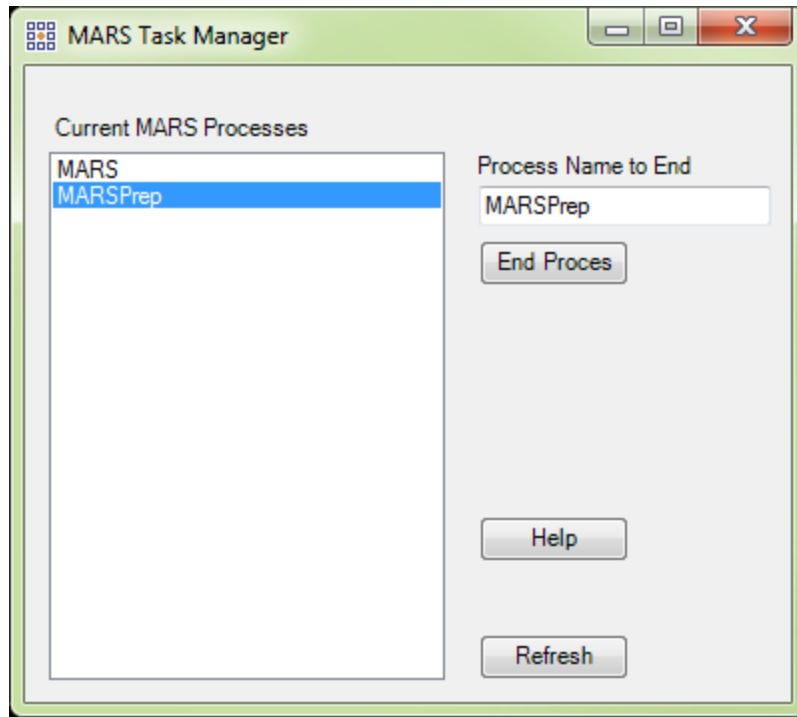 MARS Task Manager
Current MARS Processes
MARS
MARSPrep
Process Name to End
MARSPrep
End Proces
Help
Refresh